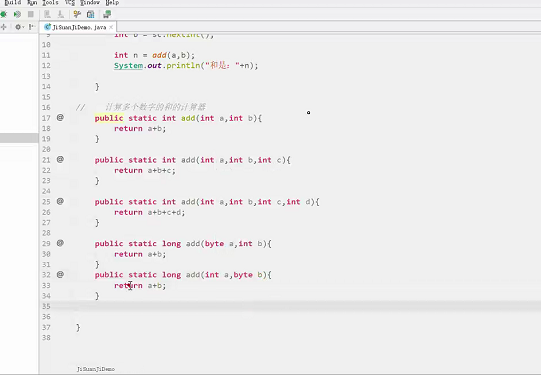 Build Run Tools VCS Window Help
JiSuanJiDemo.java
9 int b = sc.nextInt();
10
11 int n = add(a,b);
12 System.out.println("和是："+n);
13
14 }
15
16 // 计算多个数字的和的计算器
17 @ public static int add(int a,int b){
18 return a+b;
19 }
20
21 @ public static int add(int a,int b,int c){
22 return a+b+c;
23 }
24
25 @ public static int add(int a,int b,int c,int d){
26 return a+b+c+d;
27 }
28
29 @ public static long add(byte a,int b){
30 return a+b;
31 }
32 @ public static long add(int a,byte b){
33 return a+b;
34 }
35
36
37 }
38
JiSuanJiDemo